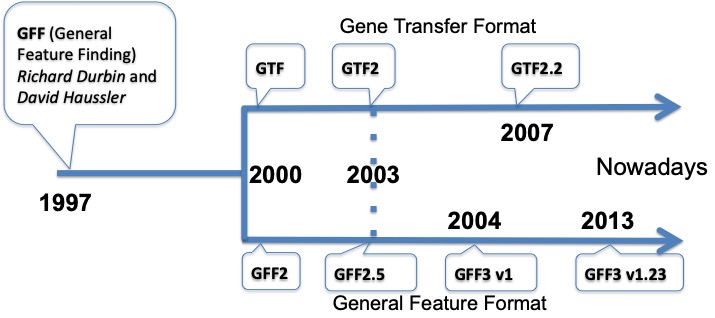 Gene Transfer Format
GFF (General
Feature Finding)
Richard Durbin and
David Haussler
GTF
GTF2
GTF2.2
2007
Nowadays
1997
2000
2003
2004
2013
GFF2
GFF2.5
GFF3 v1
GFF3 v1.23
General Feature Format